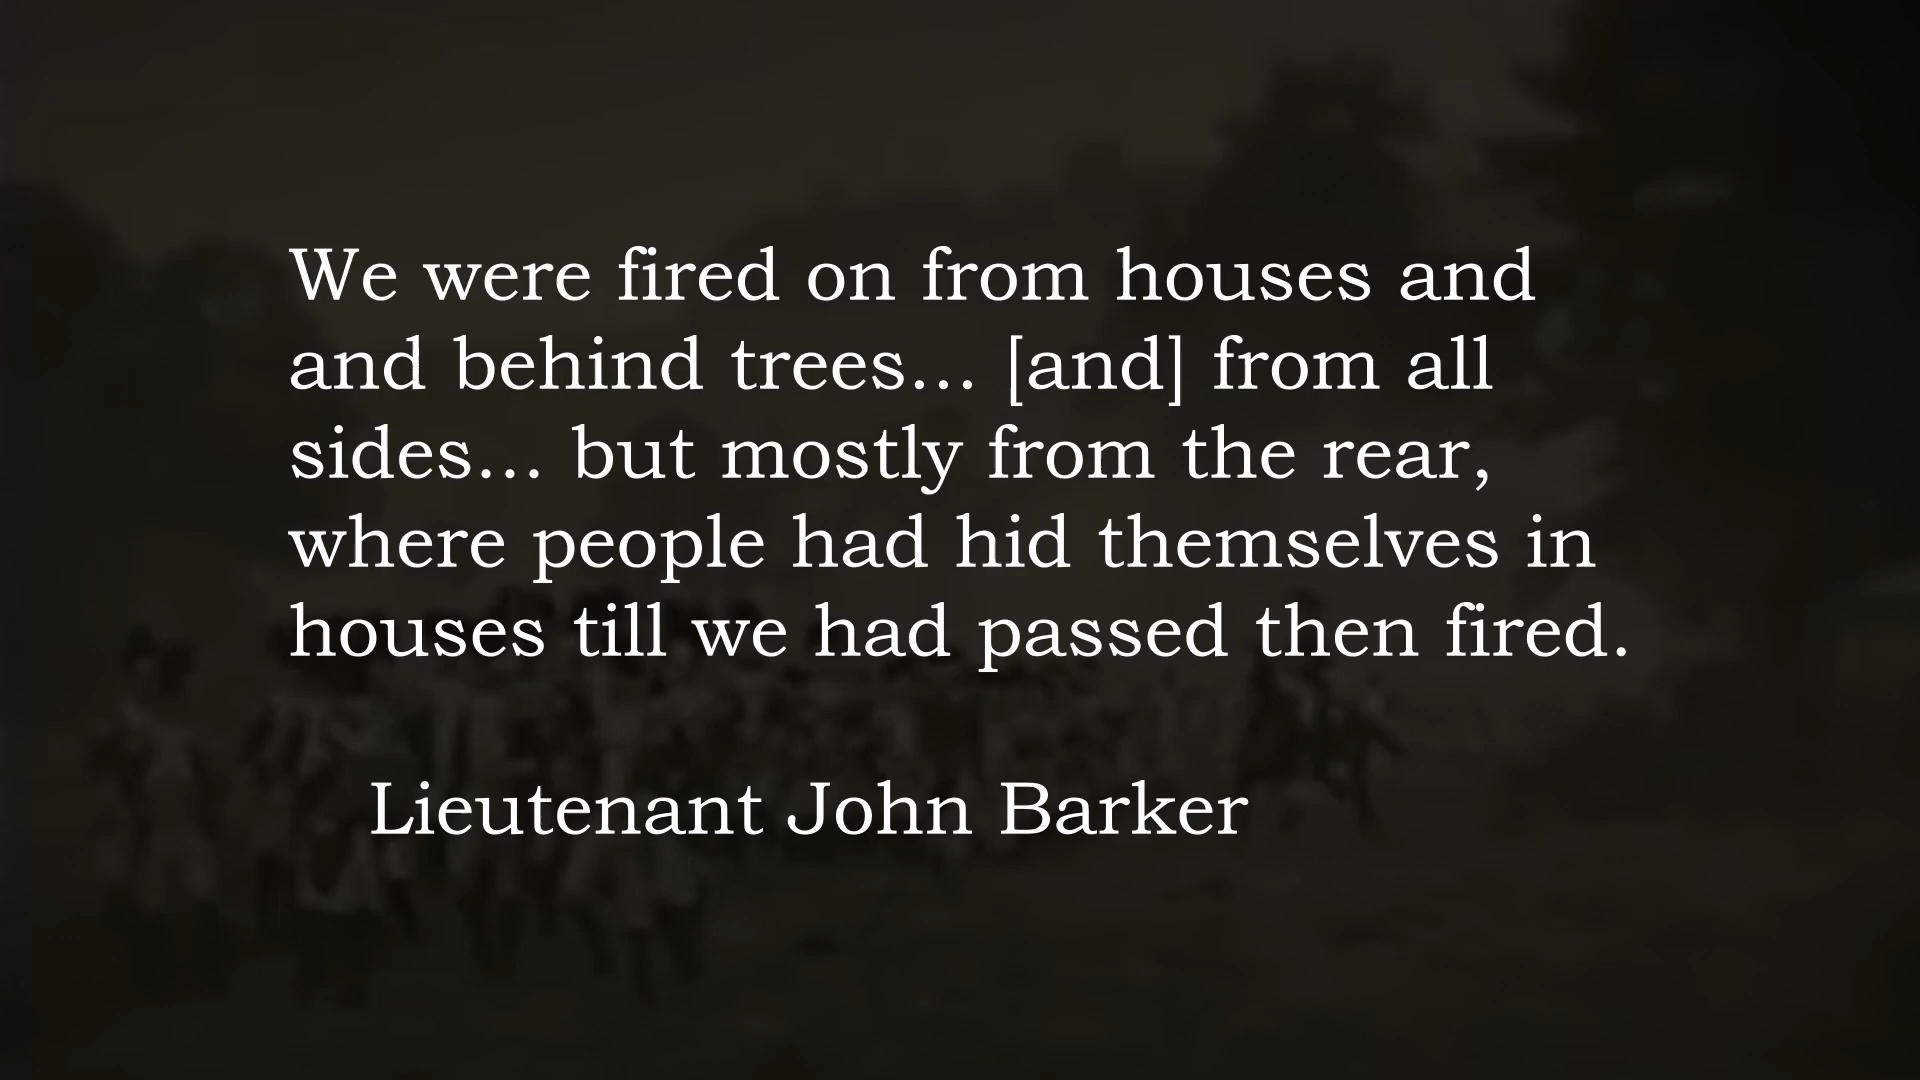 We were fired on from houses and
and behind trees... [and] from all
sides... but mostly from the rear,
where people had hid themselves in
houses till we had passed then fired.
Lieutenant John Barker